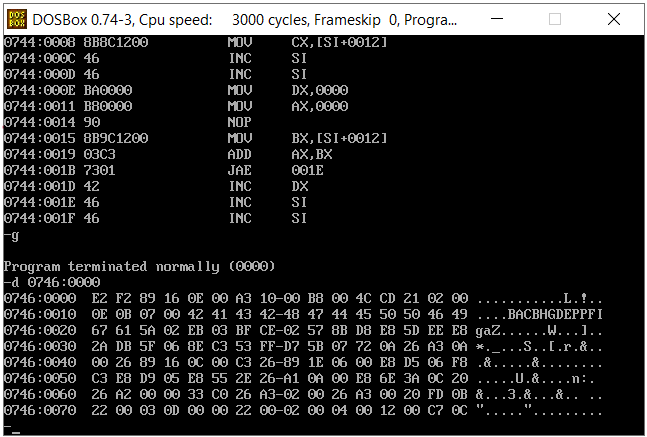 DOSBox 0.74-3, Cpu speed: 3000 cycles, Frameskip 0, Progra...
0744:0008 8B8C1200 MOV CX,[SI+0012]
0744:000C 46 INC SI
0744:000D 46 INC SI
0744:000E BA0000 MOV DX,0000
0744:0011 B80000 MOV AX,0000
0744:0014 90 NOP
0744:0015 8B9C1200 MOV BX,[SI+0012]
0744:0019 03C3 ADD AX,BX
0744:001B 7301 JAE 001E
0744:001D 42 INC DX
0744:001E 46 INC SI
0744:001F 46 INC SI
-g
Program terminated normally (0000)
-d 0746:0000
0746:0000 E2 F2 89 16 0E 00 A3 10-00 B8 00 4C CD 21 02 00 ...........L.!..
0746:0010 0E 0B 07 00 42 41 43 42-48 47 44 45 50 50 46 49 ....BACBHGDEPPFI
0746:0020 67 61 5A 02 EB 03 BF CE-02 57 8B D8 E8 5D EE E8 gaZ......W...]..
0746:0030 2A DB 5F 06 8E C3 53 FF-D7 5B 07 72 0A 26 A3 0A *._...S..[.r.&..
0746:0040 00 26 89 16 0C 00 C3 26-89 1E 06 00 E8 D5 06 F8 .&.....&........
0746:0050 C3 E8 D9 05 E8 55 2E 26-A1 0A 00 E8 6E 3A 0C 20 .....U.&....n:.
0746:0060 26 A2 00 00 33 C0 26 A3-02 00 26 A3 00 20 FD 0B &...3.&...&.. ..
0746:0070 22 00 03 0D 00 00 22 00-02 00 04 00 12 00 C7 0C ".....".........
-_